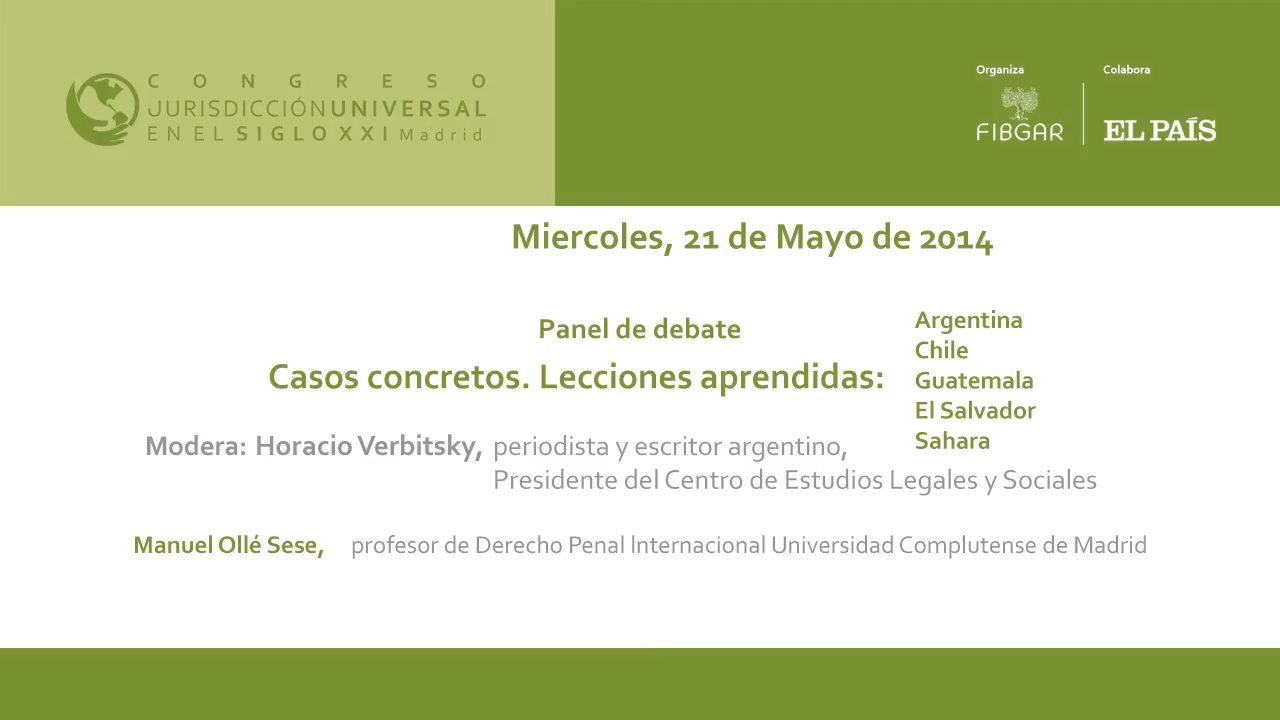 CONGRESO
JURISDICCIÓN UNIVERSAL
EN EL SIGLO XXI Madrid
Organiza
FIBGAR
Colabora
EL PAÍS
Miercoles, 21 de Mayo de 2014
Panel de debate
Casos concretos. Lecciones aprendidas:
Argentina
Chile
Guatemala
El Salvador
Sahara
Modera: Horacio Verbitsky, periodista y escritor argentino,
Presidente del Centro de Estudios Legales y Sociales
Manuel Ollé Sese, profesor de Derecho Penal lnternacional Universidad Complutense de Madrid